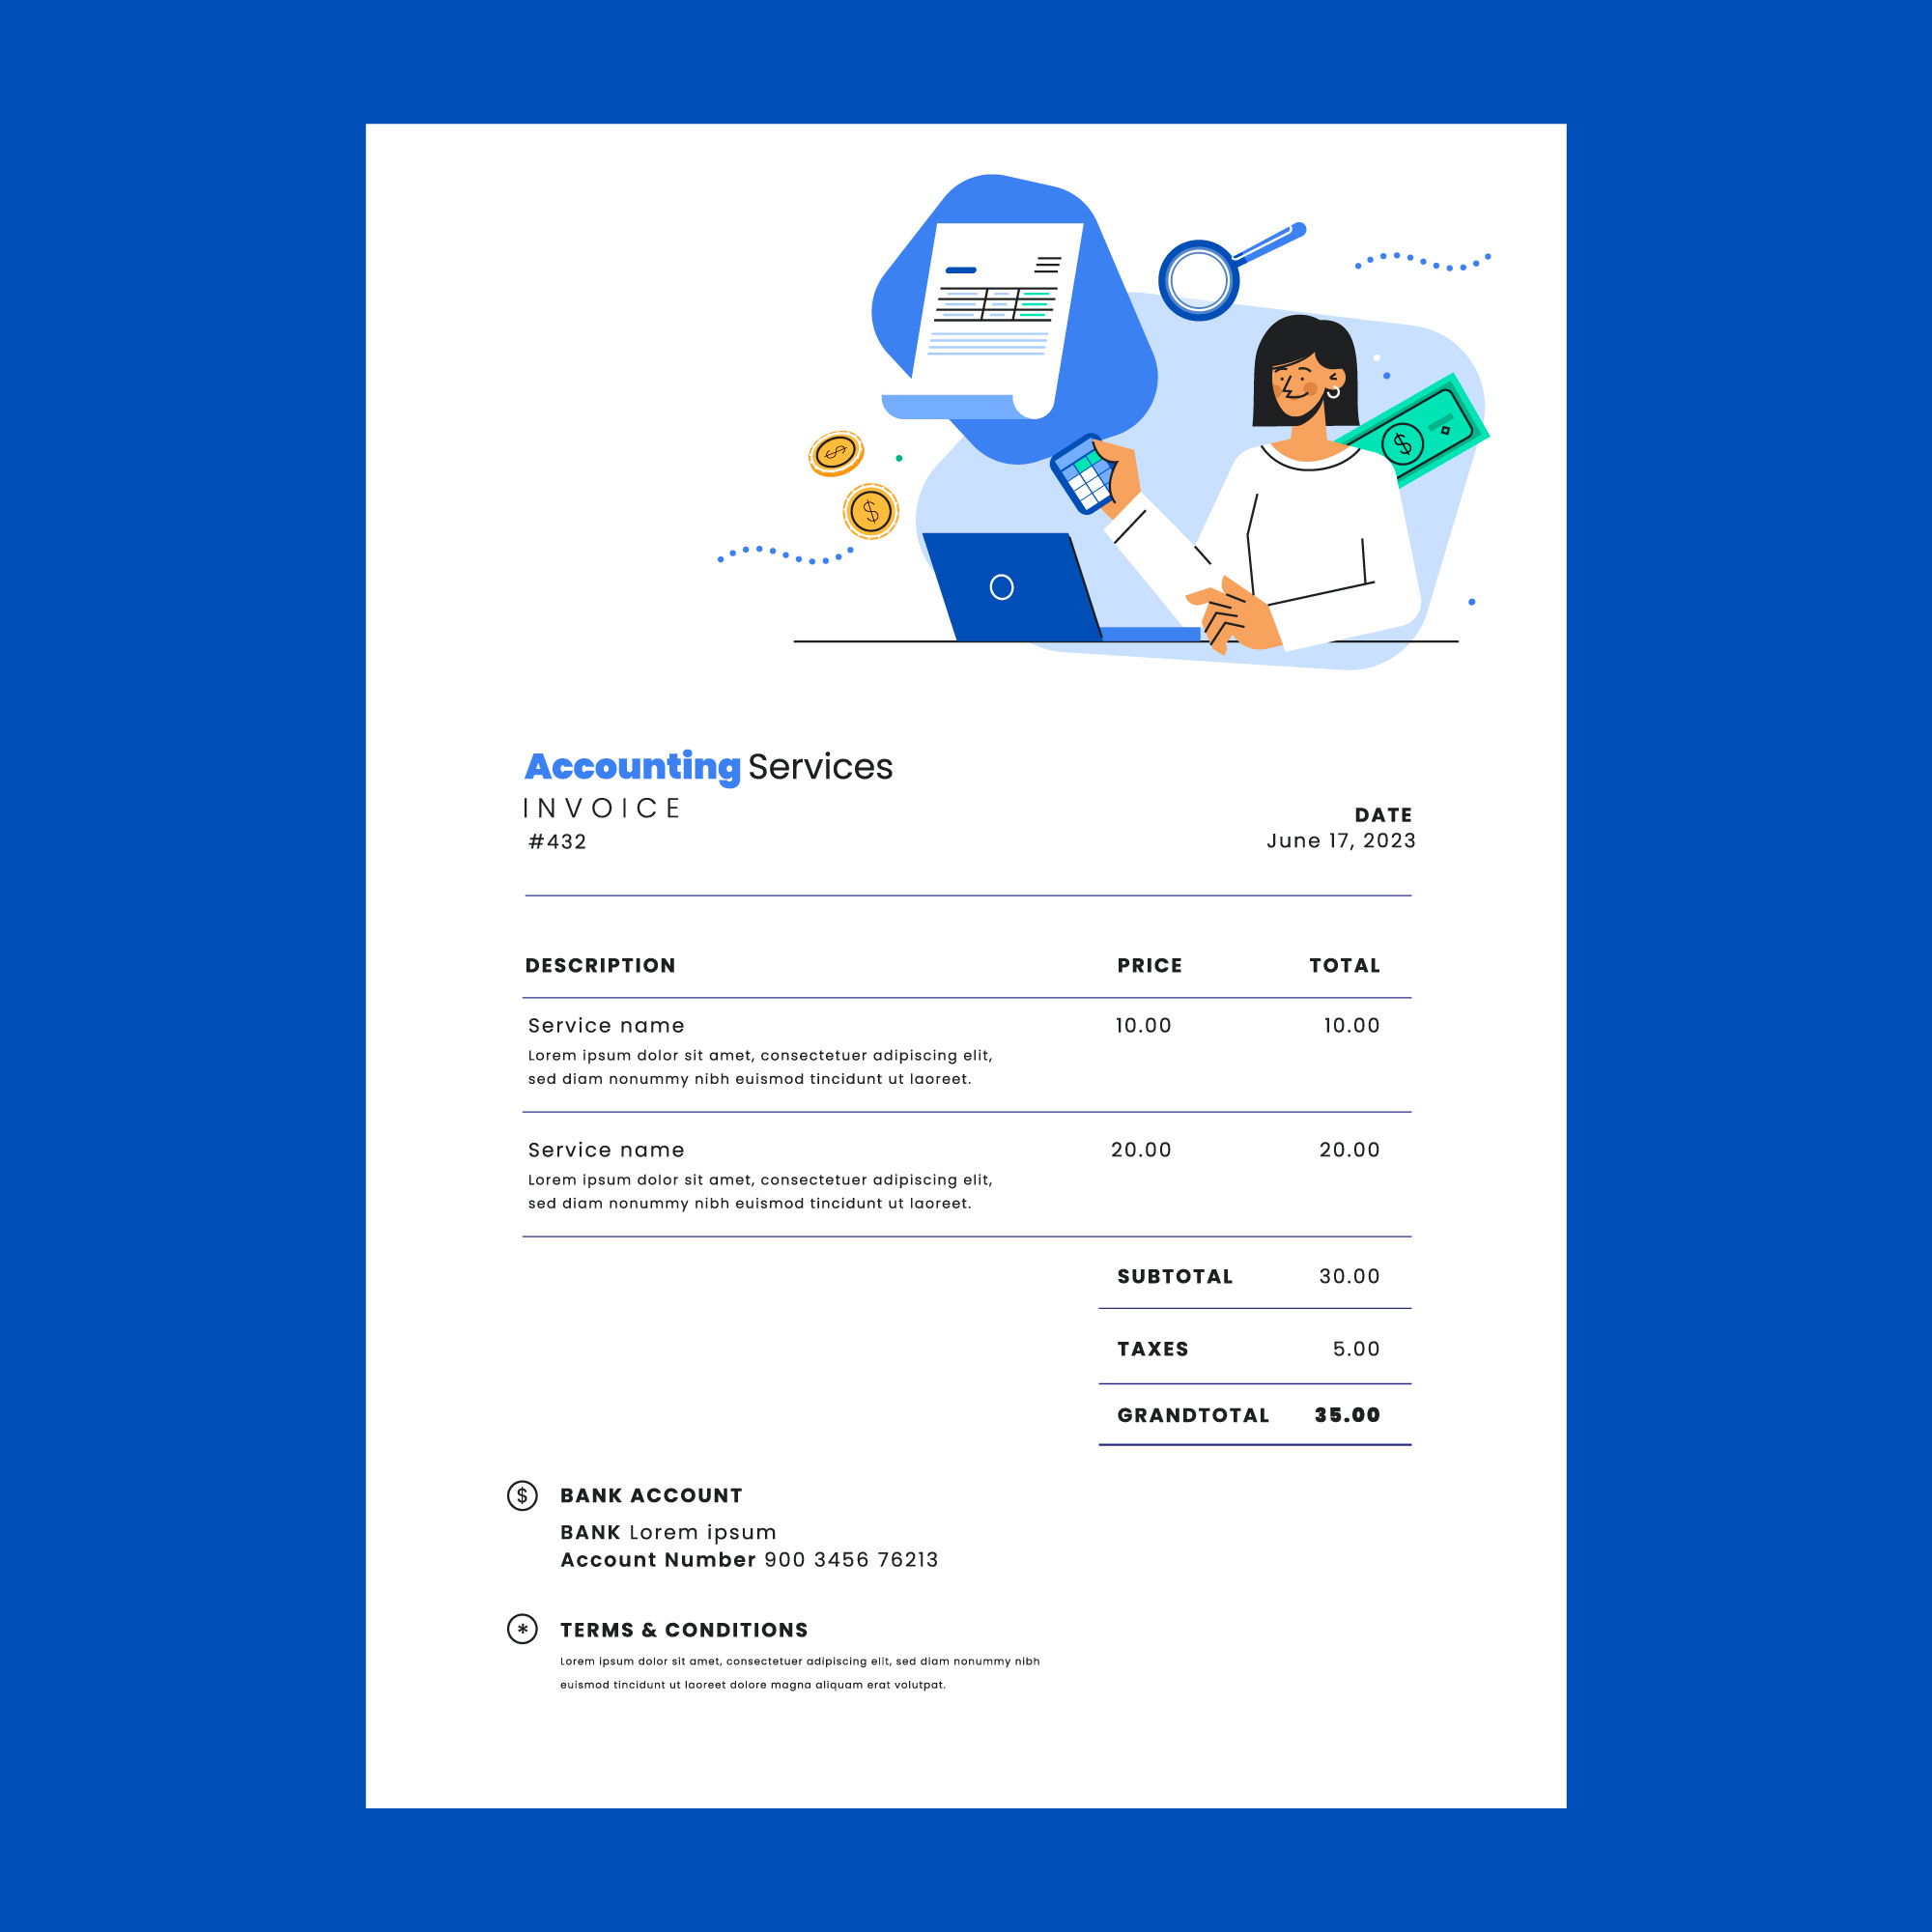 Accounting Services
INVOICE
#432
DATE
June 17, 2023
DESCRIPTION PRICE TOTAL
Service name 10.00 10.00
Lorem ipsum dolor sit amet, consectetuer adipiscing elit,
sed diam nonummy nibh euismod tincidunt ut laoreet.
Service name 20.00 20.00
Lorem ipsum dolor sit amet, consectetuer adipiscing elit,
sed diam nonummy nibh euismod tincidunt ut laoreet.
SUBTOTAL 30.00
TAXES 5.00
GRANDTOTAL 35.00
$ BANK ACCOUNT
BANK Lorem ipsum
Account Number 900 3456 76213
* TERMS & CONDITIONS
Lorem ipsum dolor sit amet, consectetuer adipiscing elit, sed diam nonummy nibh
euismod tincidunt ut laoreet dolore magna aliquam erat volutpat.